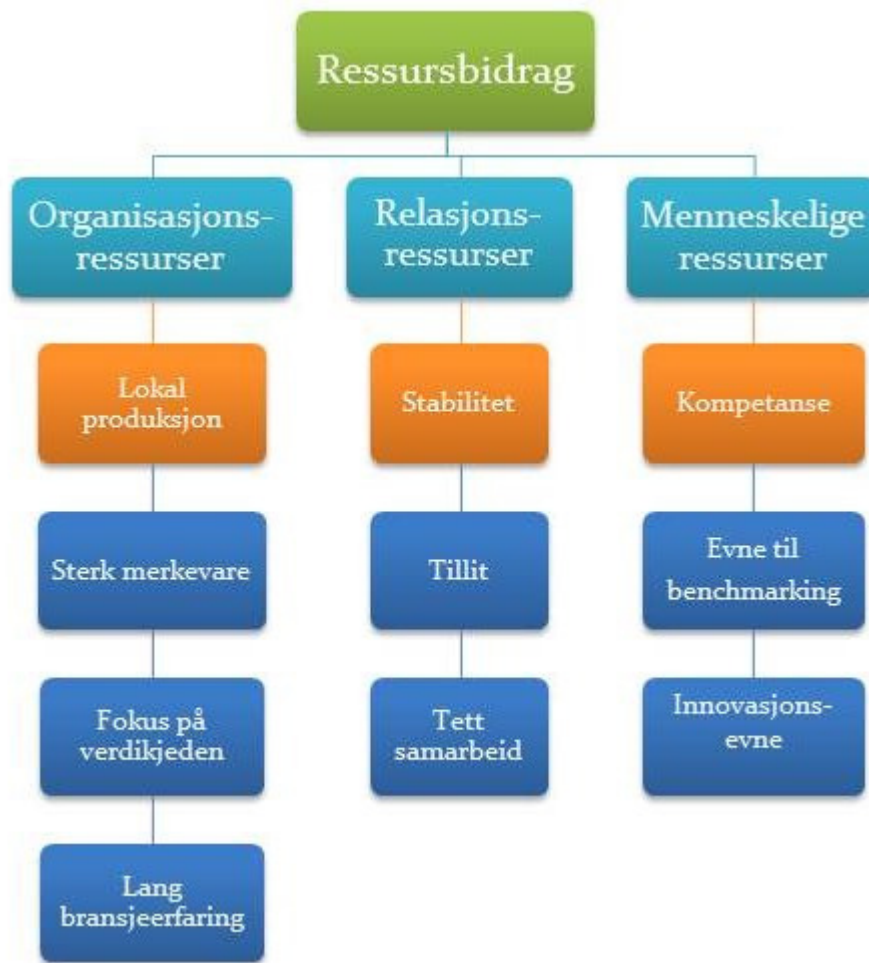 Ressursbidrag
Organisasjons-
ressurser
Relasjons-
ressurser
Menneskelige
ressurser
Lokal
produksjon
Stabilitet
Kompetanse
Sterk merkevare
Tillit
Evne til
benchmarking
Fokus på
verdikjeden
Tett
samarbeid
Innovasjons-
evne
Lang
bransjeerfaring